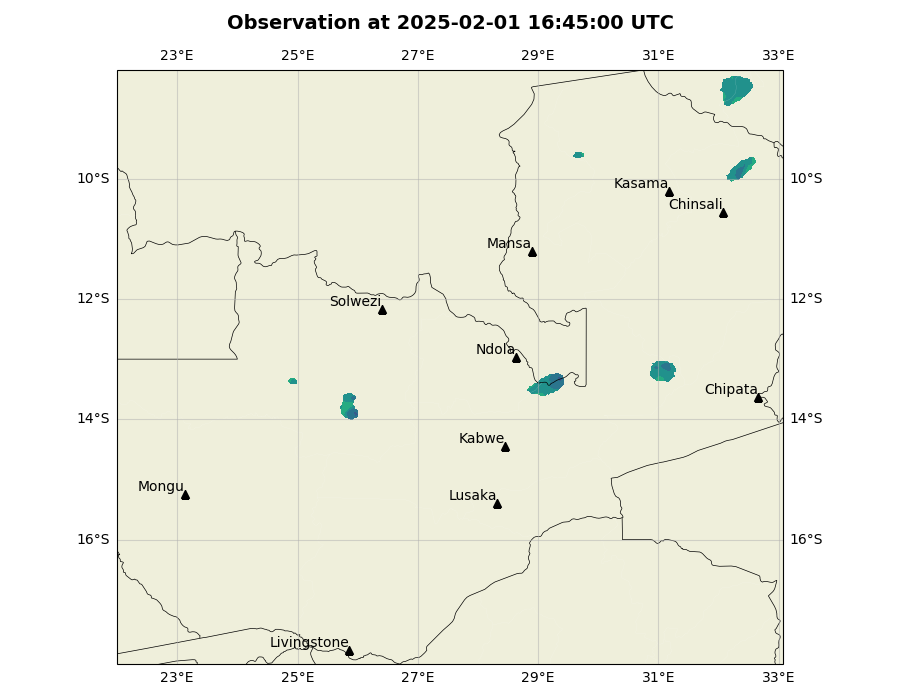 Observation at 2025-02-01 16:45:00 UTC
23°E 25°E 27°E 29°E 31°E 33°E
10°S 10°S
Kasama
Chinsali
Mansa
12°S 12°S
Solwezi
Ndola
Chipata
14°S 14°S
Kabwe
Mongu
Lusaka
16°S 16°S
Livingstone
23°E 25°E 27°E 29°E 31°E 33°E